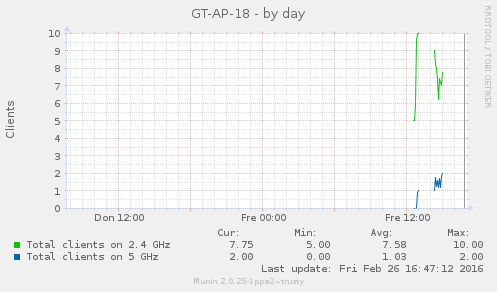 GT-AP-18 - by day
RRDTOOL / TOBI OETIKER
Clients
10
9
8
7
6
5
4
3
2
1
0
Don 12:00 Fre 00:00 Fre 12:00
Cur: Min: Avg: Max:
Total clients on 2.4 GHz 7.75 5.00 7.58 10.00
Total clients on 5 GHz 2.00 0.00 1.03 2.00
Last update: Fri Feb 26 16:47:12 2016
Munin 2.0.25-1ppa2~trusty